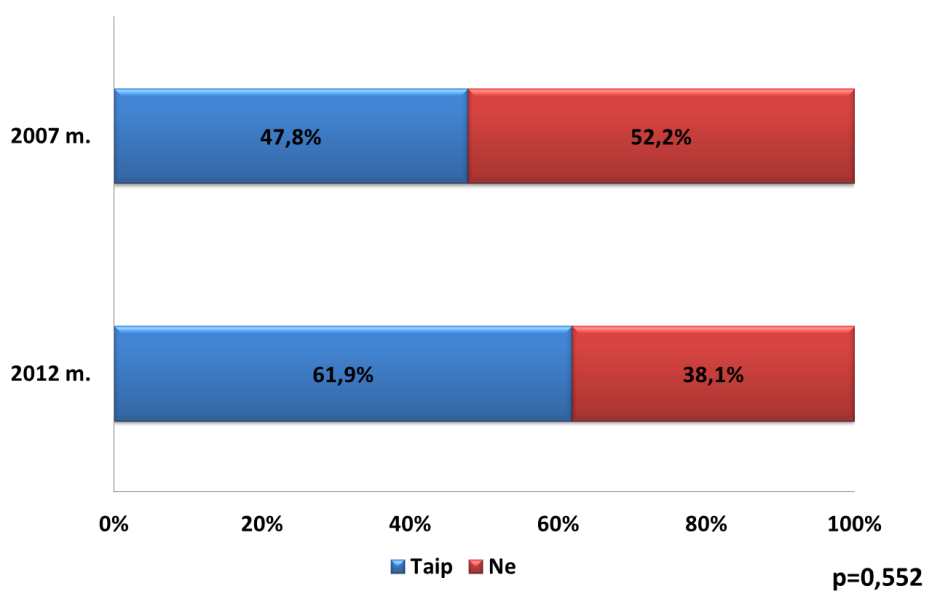 2007 m.
47,8%
52,2%
2012 m.
61,9%
38,1%
0%
20%
40%
60%
80%
100%
Taip
Ne
p=0,552